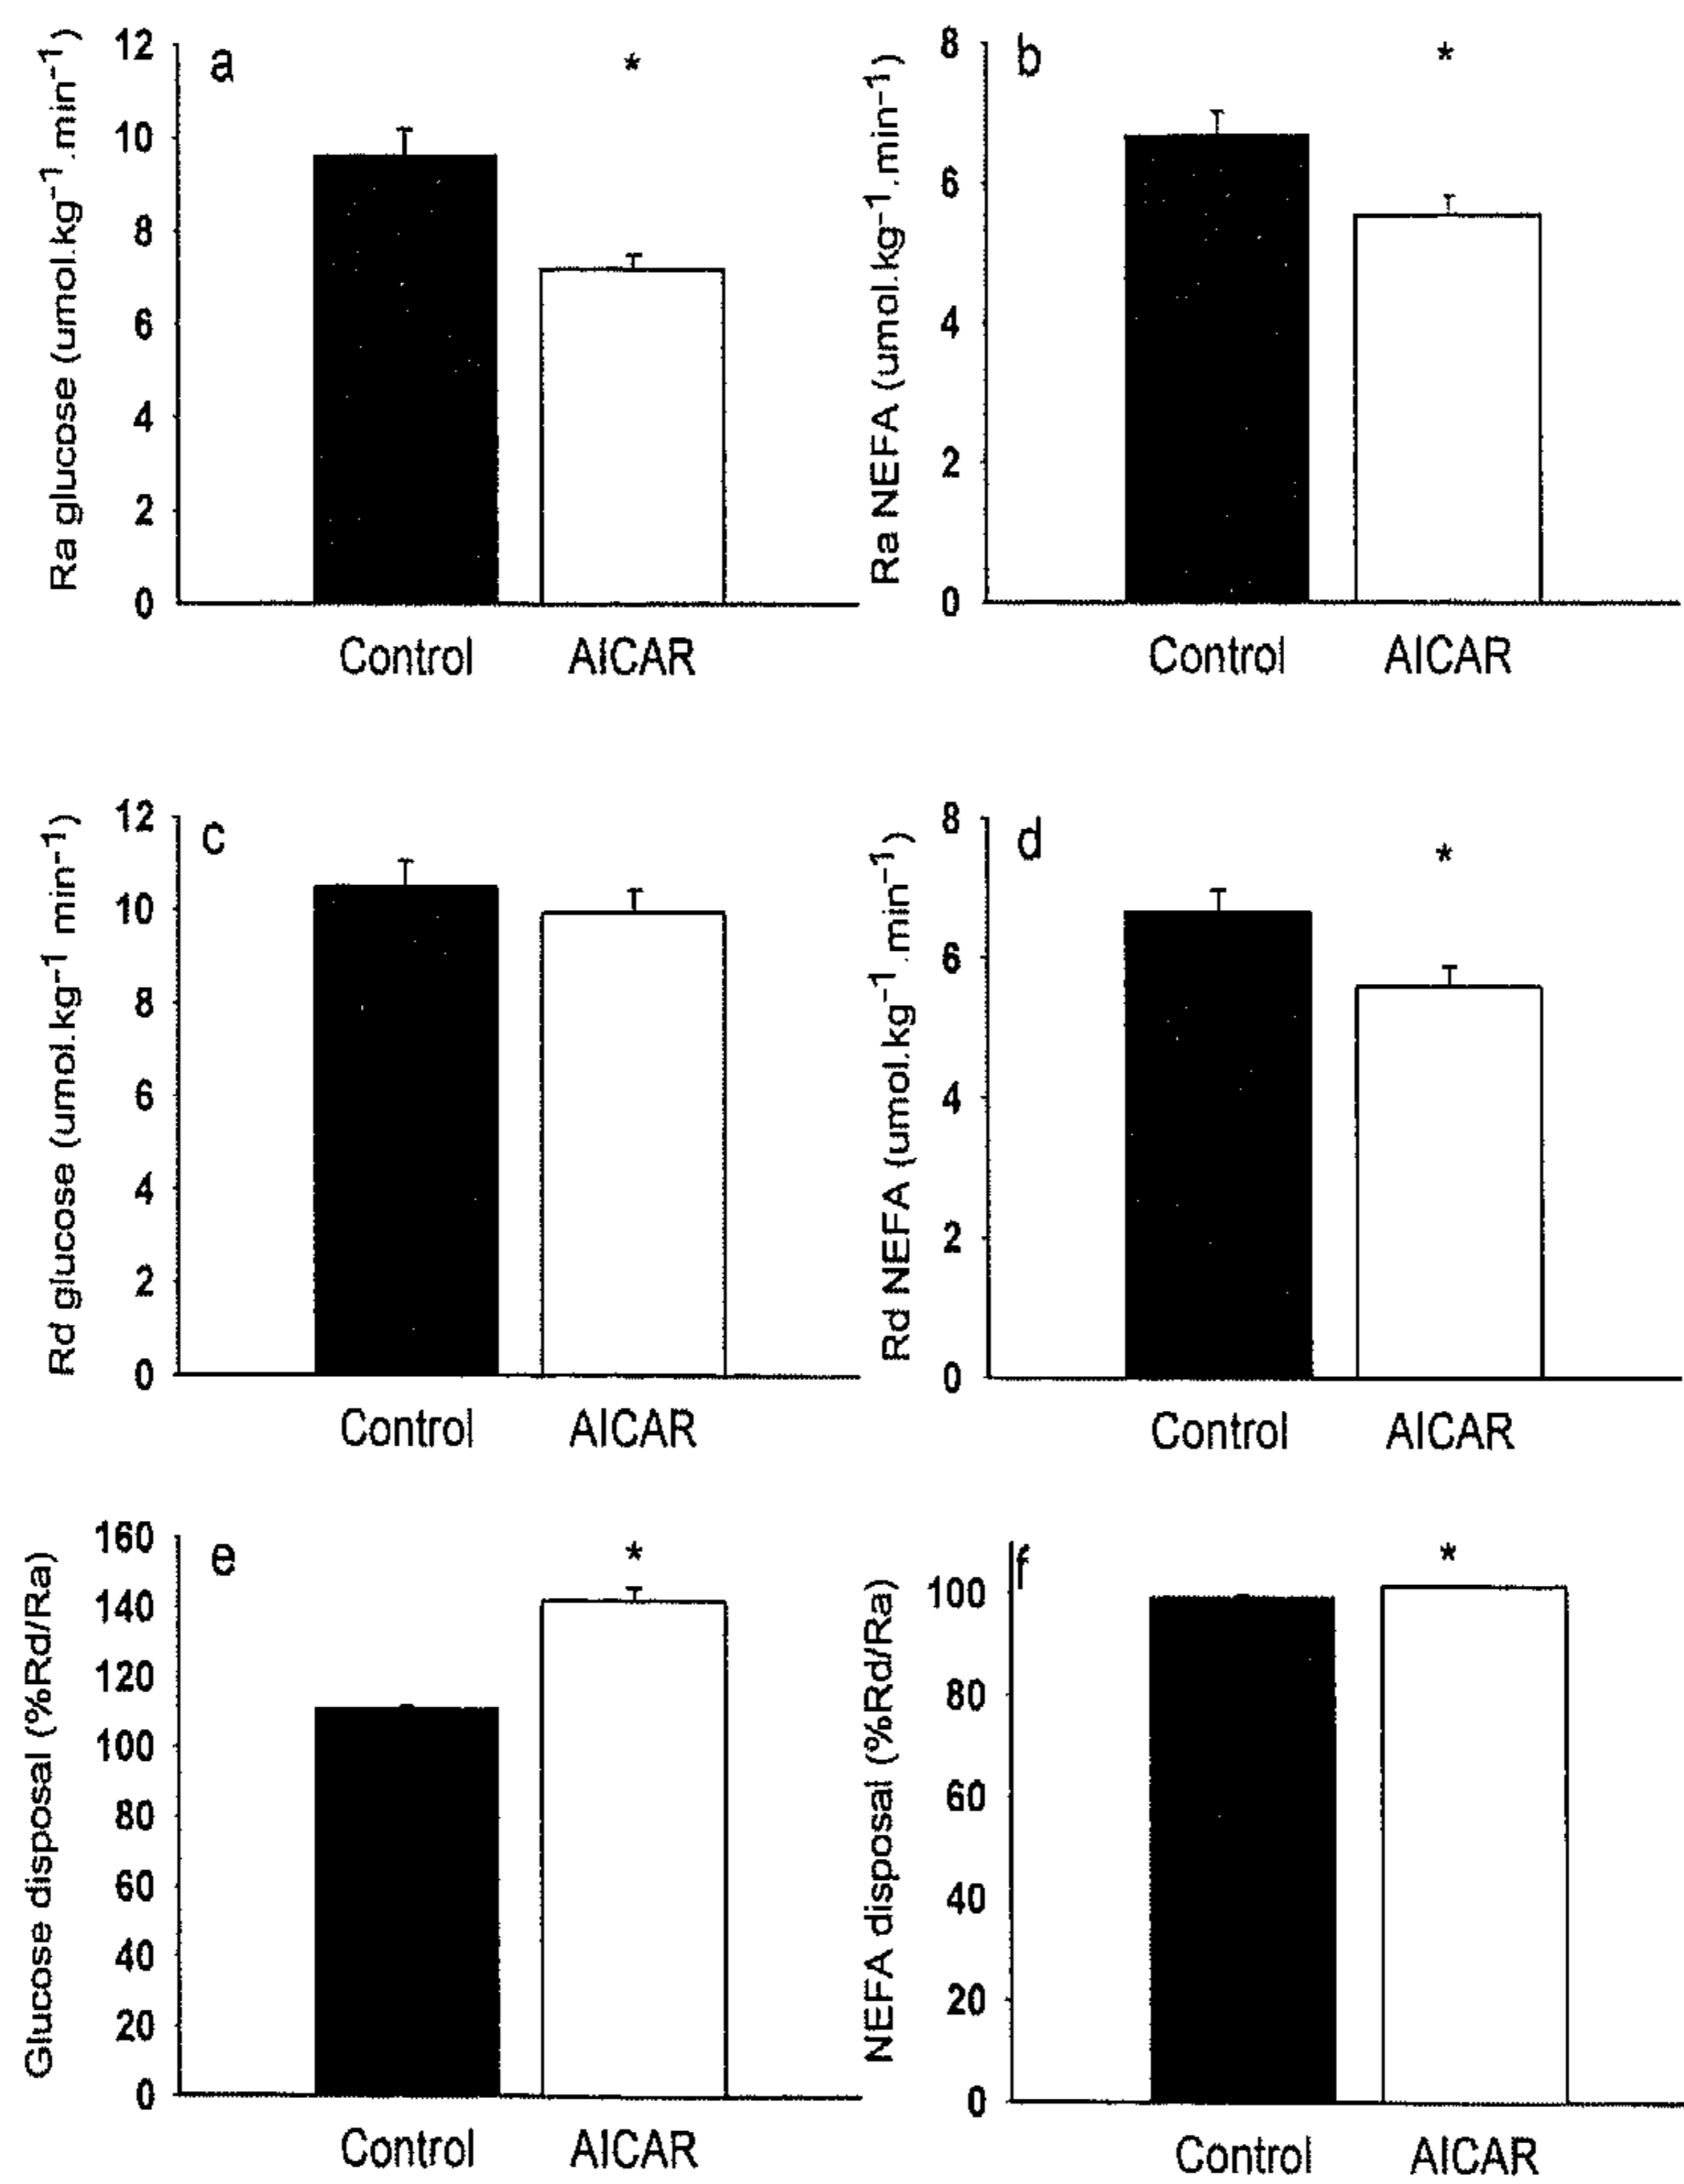 a
*
Ra glucose (umol.kg⁻¹.min⁻¹)
12
10
8
6
4
2
0
Control AICAR
b
*
Ra NEFA (umol.kg⁻¹.min⁻¹)
8
6
4
2
0
Control AICAR
c
Rd glucose (umol.kg⁻¹ min⁻¹)
12
10
8
6
4
2
0
Control AICAR
d
*
Rd NEFA (umol.kg⁻¹.min⁻¹)
8
6
4
2
0
Control AICAR
e
*
Glucose disposal (%Rd/Ra)
160
140
120
100
80
60
40
20
0
Control AICAR
f
*
NEFA disposal (%Rd/Ra)
100
80
60
40
20
0
Control AICAR